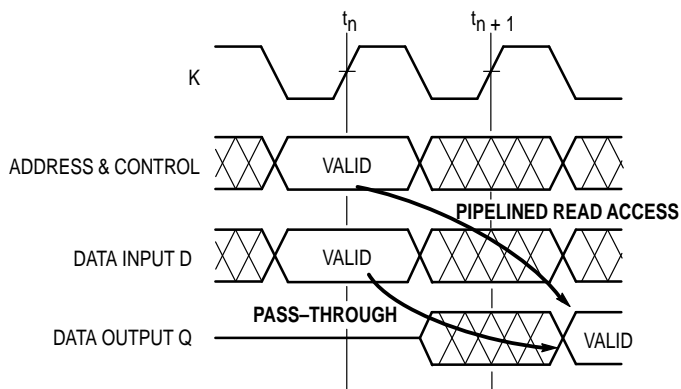 tn
tn + 1
K
ADDRESS & CONTROL
VALID
PIPELINED READ ACCESS
DATA INPUT D
VALID
PASS–THROUGH
DATA OUTPUT Q
VALID